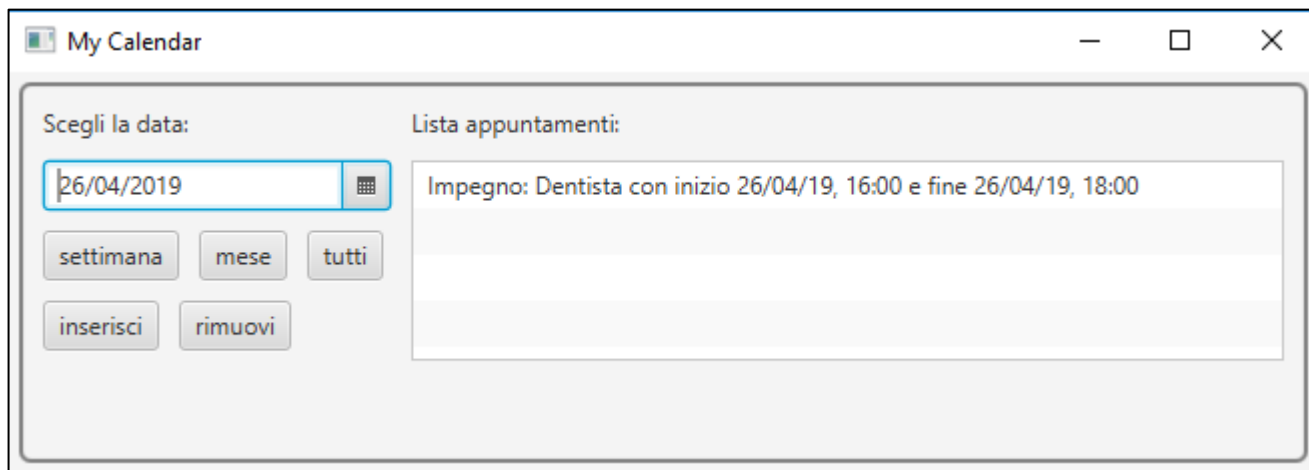 My Calendar
Scegli la data:
Lista appuntamenti:
26/04/2019
Impegno: Dentista con inizio 26/04/19, 16:00 e fine 26/04/19, 18:00
settimana mese tutti
inserisci rimuovi